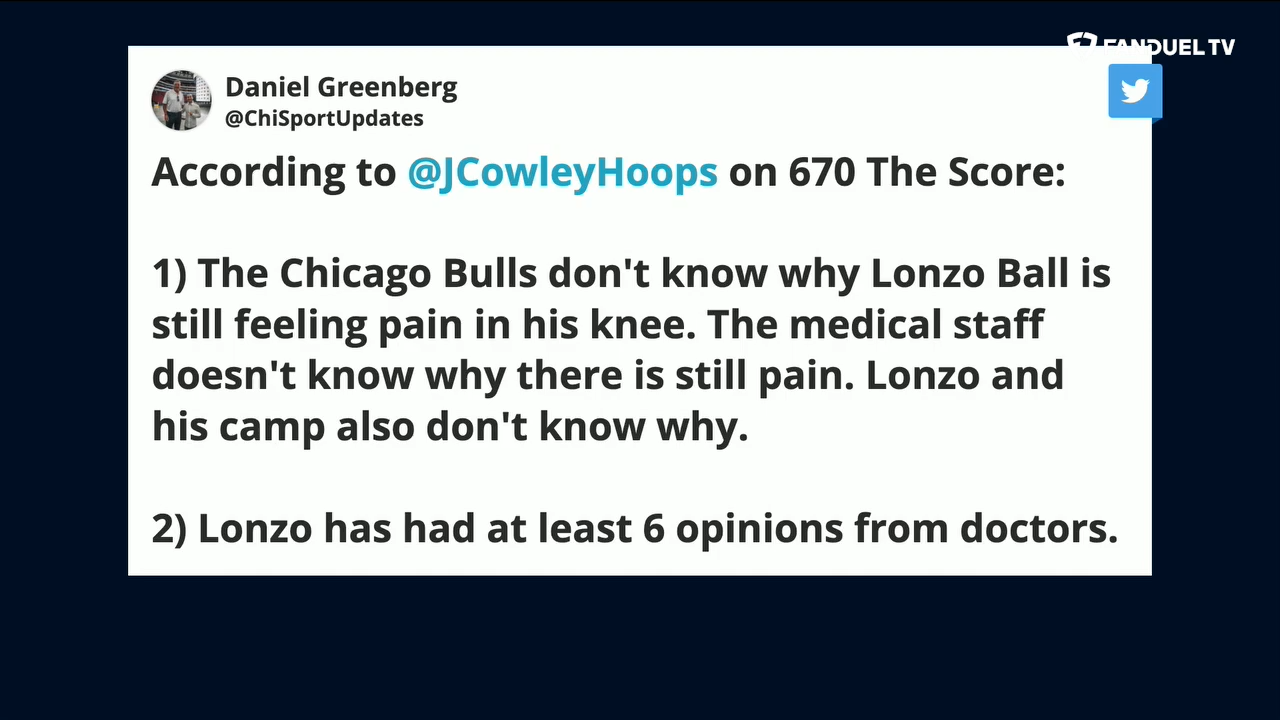 FANDUEL TV
Daniel Greenberg
@ChiSportUpdates
According to @JCowleyHoops on 670 The Score:
1) The Chicago Bulls don't know why Lonzo Ball is
still feeling pain in his knee. The medical staff
doesn't know why there is still pain. Lonzo and
his camp also don't know why.
2) Lonzo has had at least 6 opinions from doctors.